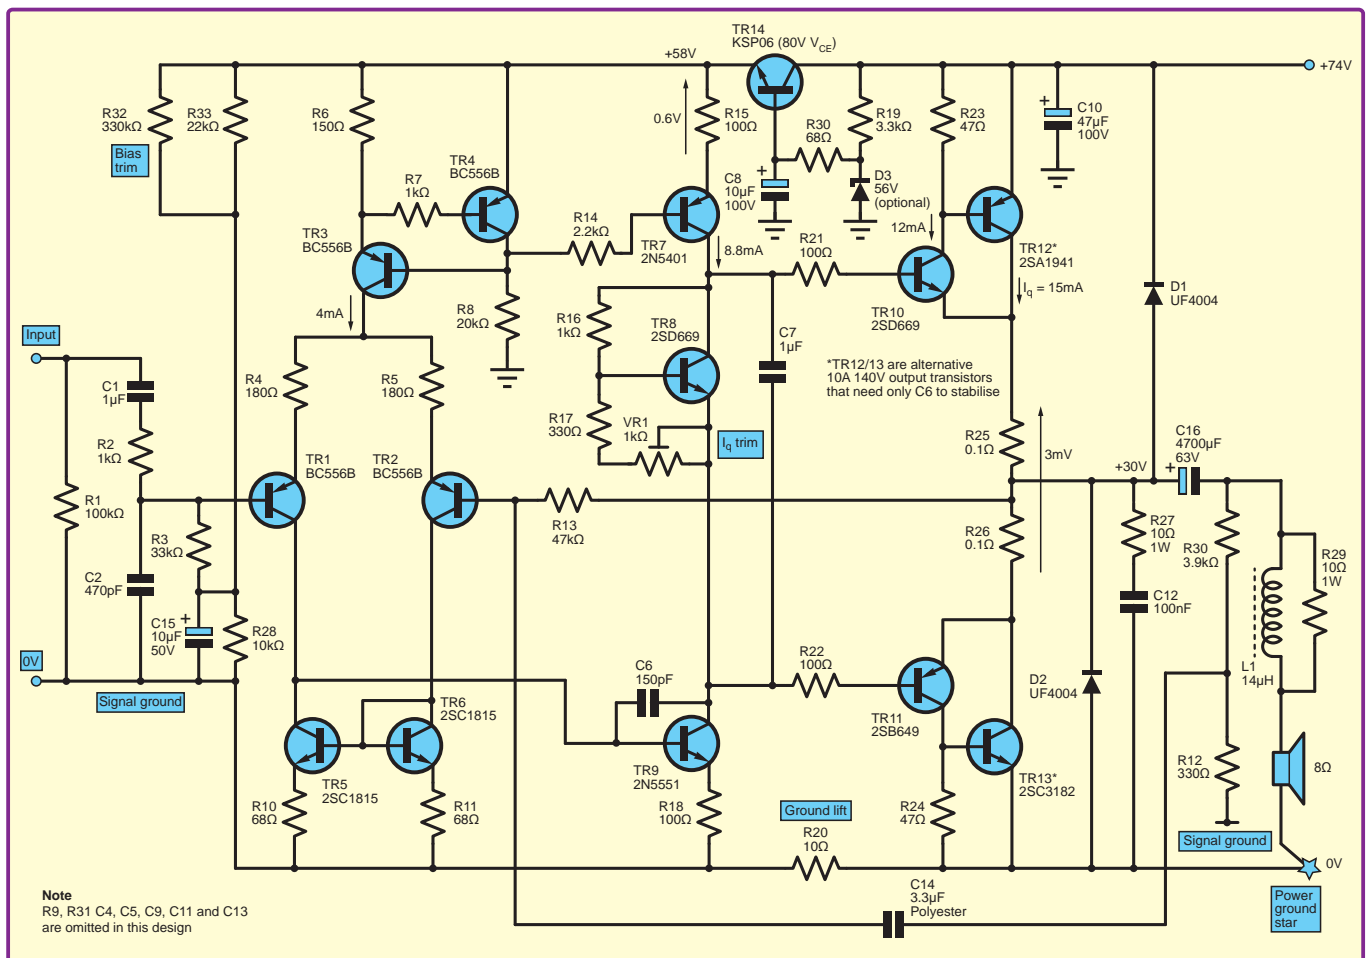 TR14
KSP06 (80V VCE)
+58V
+74V
R32
330kΩ
R33
22kΩ
R6
150Ω
0.6V
R15
100Ω
R19
3.3kΩ
R23
47Ω
C10
47µF
100V
+
Bias
trim
R30
68Ω
TR4
BC556B
R7
1kΩ
+
C8
10µF
100V
D3
56V
(optional)
R14
2.2kΩ
TR3
BC556B
TR7
2N5401
8.8mA
R21
100Ω
12mA
TR12*
2SA1941
Iq = 15mA
D1
UF4004
4mA
R8
20kΩ
R16
1kΩ
TR8
2SD669
C7
1µF
TR10
2SD669
Input
C1
1µF
R4
180Ω
R5
180Ω
*TR12/13 are alternative
10A 140V output transistors
that need only C6 to stabilise
R17
330Ω
VR1
1kΩ
Iq trim
R25
0.1Ω
3mV
C16
4700µF
63V
+
+30V
R2
1kΩ
TR1
BC556B
TR2
BC556B
R1
100kΩ
R13
47kΩ
R3
33kΩ
R26
0.1Ω
R27
10Ω
1W
R30
3.9kΩ
R29
10Ω
1W
C2
470pF
C15
10µF
50V
+
R28
10kΩ
C12
100nF
0V
Signal ground
C6
150pF
R22
100Ω
D2
UF4004
L1
14µH
TR6
2SC1815
TR11
2SB649
TR5
2SC1815
TR9
2N5551
TR13*
2SC3182
R12
330Ω
8Ω
R10
68Ω
R11
68Ω
R18
100Ω
Ground lift
R20
10Ω
R24
47Ω
Signal ground
0V
Note
R9, R31 C4, C5, C9, C11 and C13
are omitted in this design
C14
3.3µF
Polyester
Power
ground
star